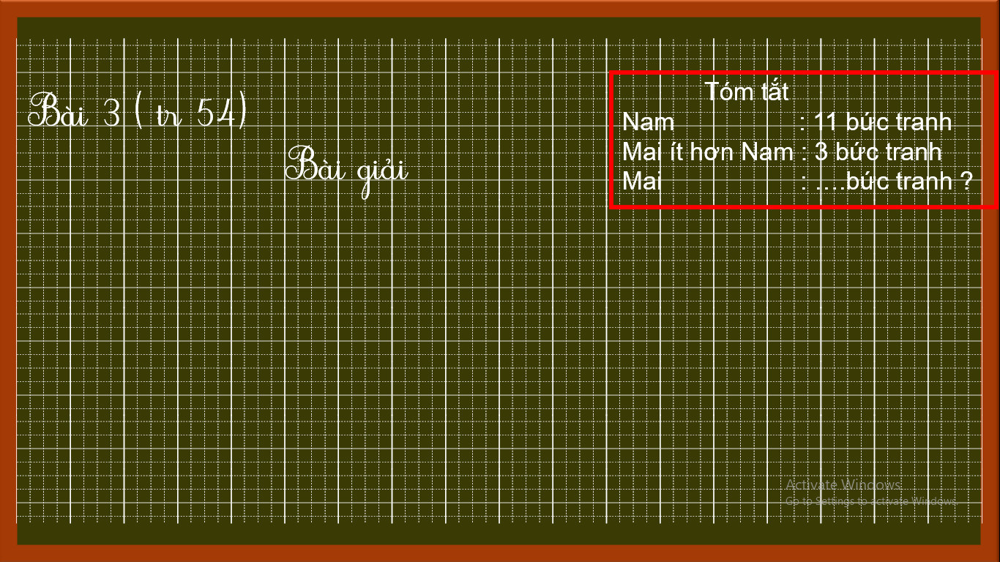 Bài 3 ( tr 54)
Bài giải
Tóm tắt
Nam : 11 bức tranh
Mai ít hơn Nam : 3 bức tranh
Mai : ....bức tranh ?
Activate Windows
Go to Settings to activate Windows.